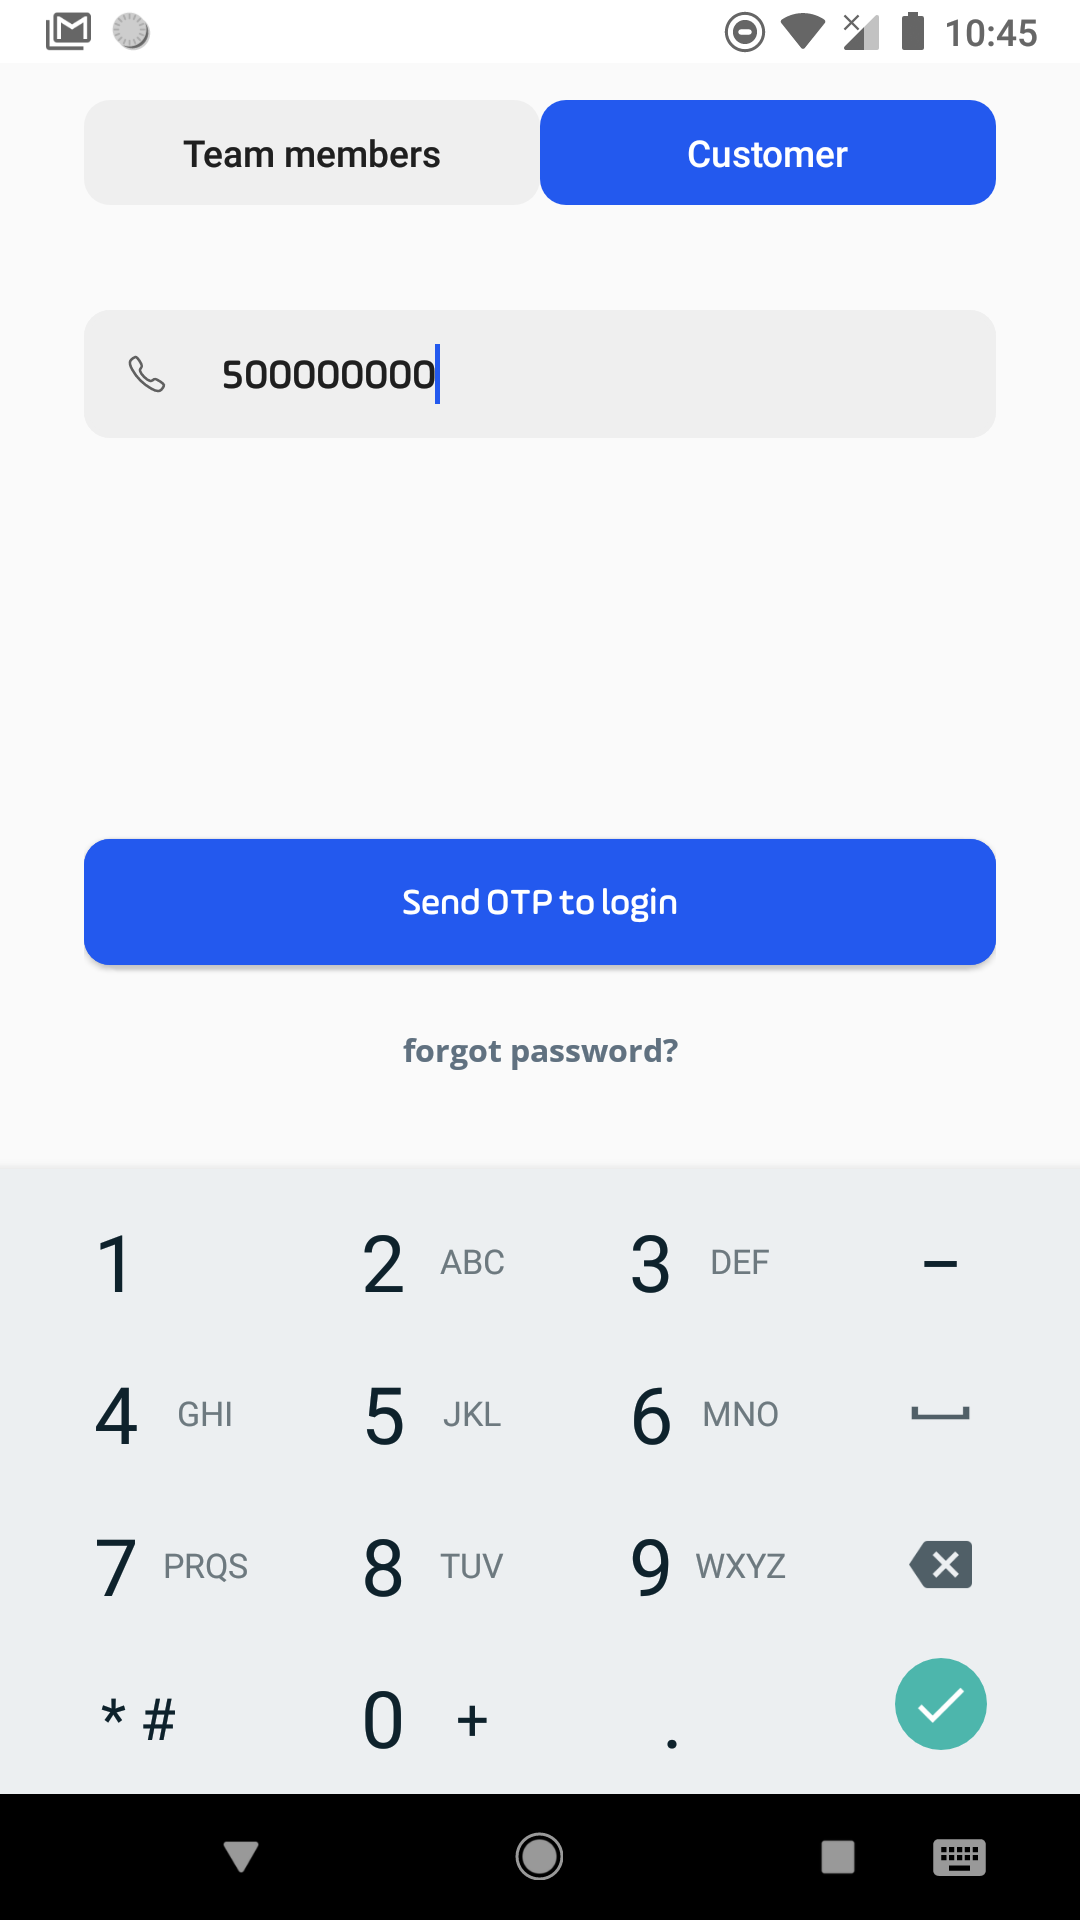 10:45
Team members
Customer
500000000
Send OTP to login
forgot password?
1 2 ABC 3 DEF –
4 GHI 5 JKL 6 MNO
7 PRQS 8 TUV 9 WXYZ
* # 0 + .